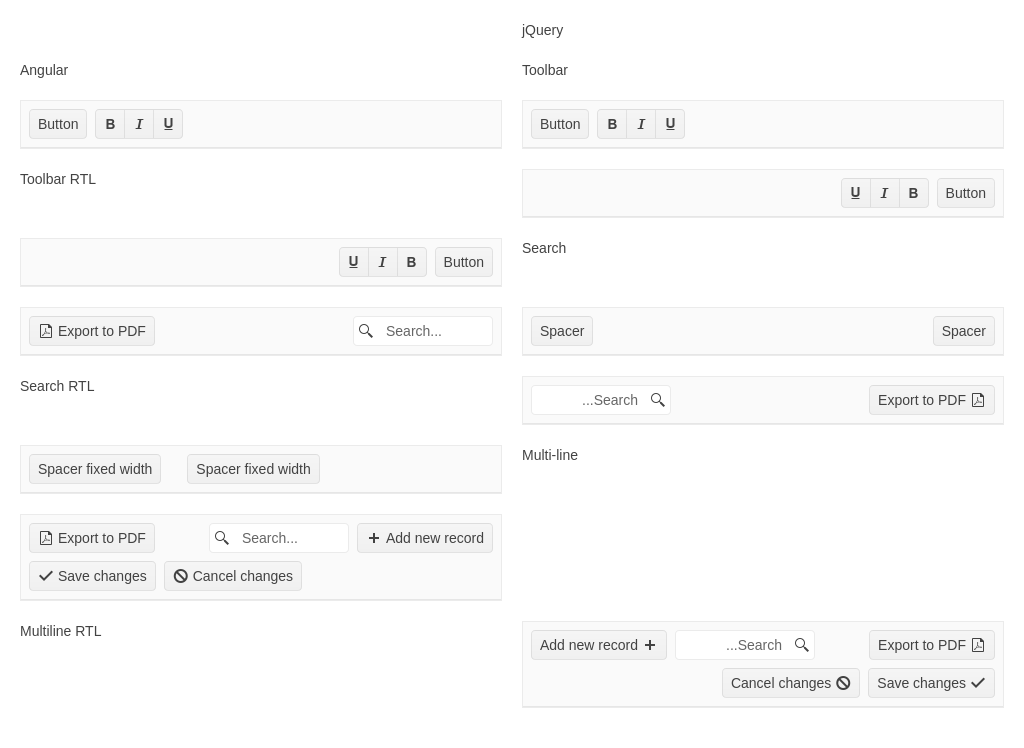 jQuery
Angular
Toolbar
Button B I U
Button B I U
Toolbar RTL
U I B Button
Search
U I B Button
Export to PDF Search...
Spacer Spacer
Search RTL
...Search Export to PDF
Multi-line
Spacer fixed width Spacer fixed width
Export to PDF Search... Add new record
Save changes Cancel changes
Multiline RTL
Add new record ...Search Export to PDF
Cancel changes Save changes